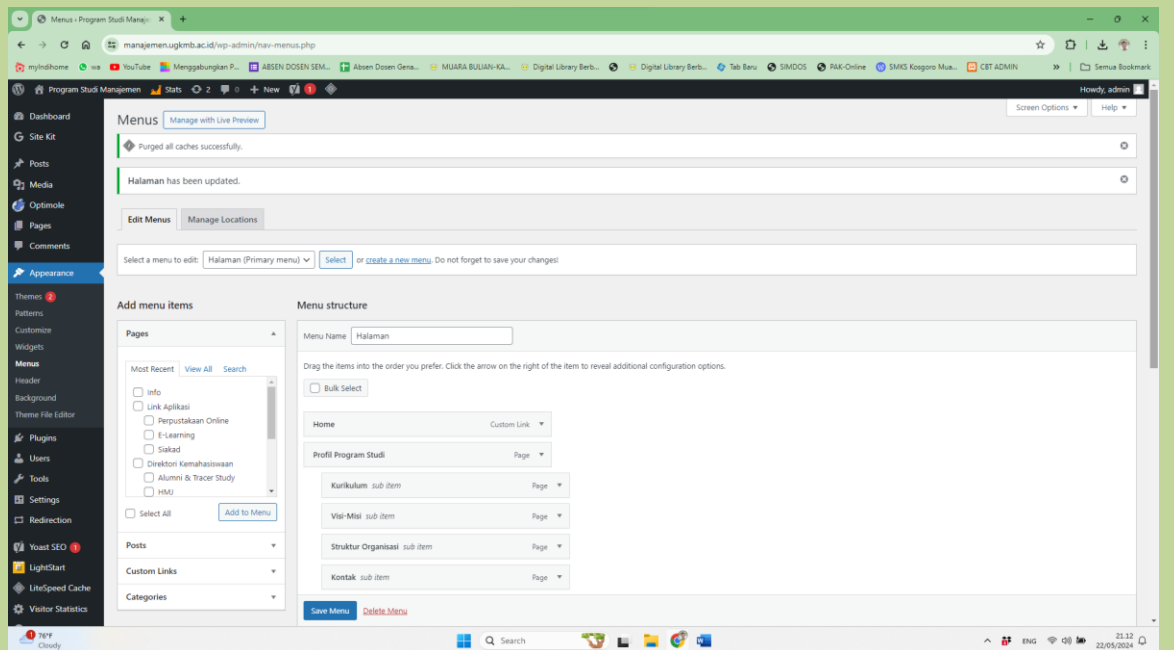 Menus ‹ Program Studi Manaje
manajemen.ugkmb.ac.id/wp-admin/nav-menus.php
myIndihome wa YouTube Menggabungkan P... ABSEN DOSEN SEM... Absen Dosen Gena... MUARA BULIAN-KA... Digital Library Berb... Digital Library Berb... Tab Baru SIMDOS PAK-Online SMKS Kosgoro Mua... CBT ADMIN » Semua Bookmark
Program Studi Manajemen Stats 2 0 + New 1 Howdy, admin
Screen Options Help
Dashboard
Site Kit
Posts
Media
Optimole
Pages
Comments
Appearance
Themes 2
Patterns
Customize
Widgets
Menus
Header
Background
Theme File Editor
Plugins
Users
Tools
Settings
Redirection
Yoast SEO 1
LightStart
LiteSpeed Cache
Visitor Statistics
Menus Manage with Live Preview
Purged all caches successfully.
Halaman has been updated.
Edit Menus Manage Locations
Select a menu to edit: Halaman (Primary menu) Select or create a new menu. Do not forget to save your changes!
Add menu items
Pages
Most Recent View All Search
Info
Link Aplikasi
Perpustakaan Online
E-Learning
Siakad
Direktori Kemahasiswaan
Alumni & Tracer Study
HMJ
Select All Add to Menu
Posts
Custom Links
Categories
Menu structure
Menu Name Halaman
Drag the items into the order you prefer. Click the arrow on the right of the item to reveal additional configuration options.
Bulk Select
Home Custom Link
Profil Program Studi Page
Kurikulum sub item Page
Visi-Misi sub item Page
Struktur Organisasi sub item Page
Kontak sub item Page
Save Menu Delete Menu
1 76°F
Cloudy
Search
ENG
21.12
22/05/2024